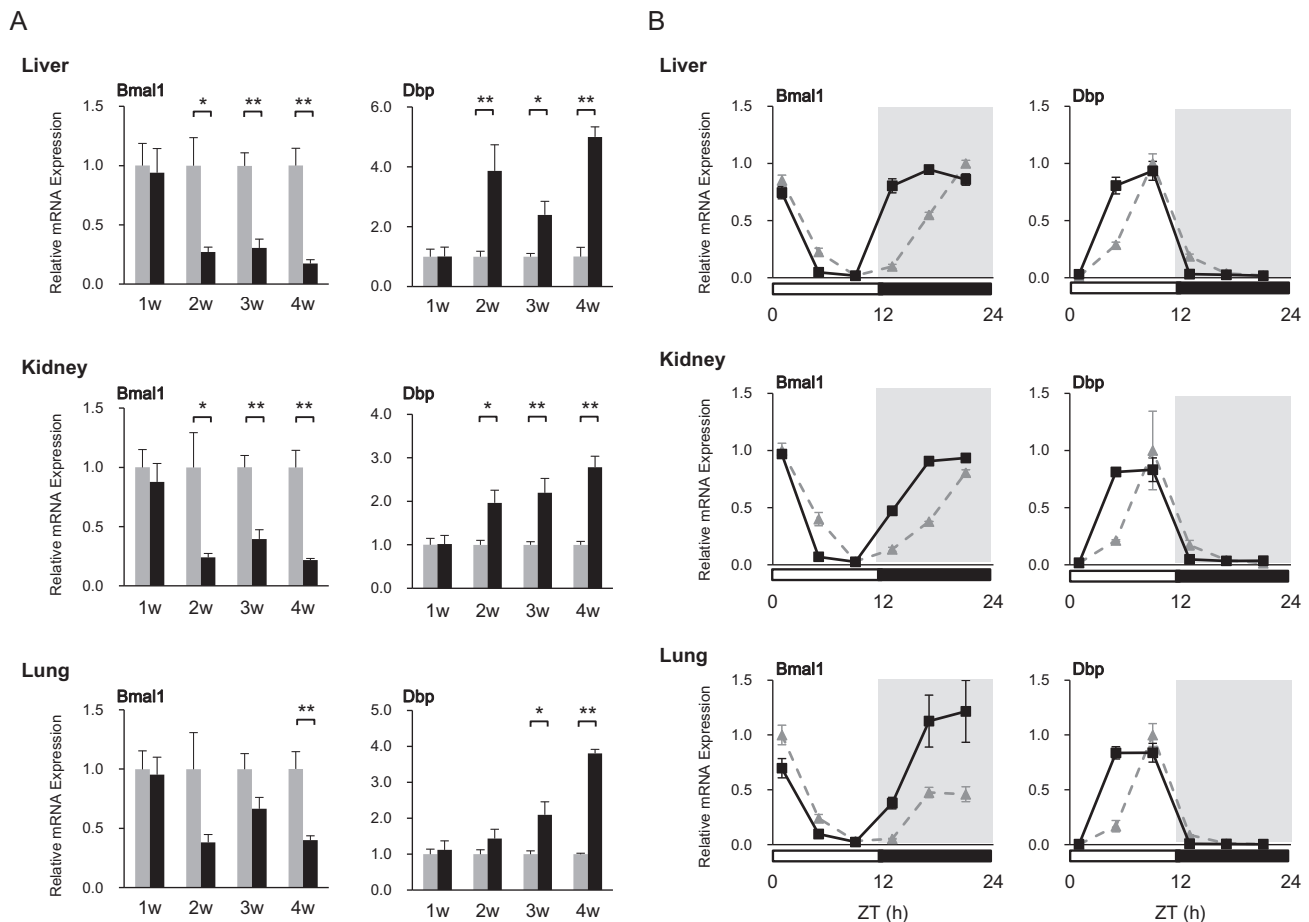 A
Liver
Bmal1
Relative mRNA Expression
1.5
1.0
0.5
0.0
* ** **
1w 2w 3w 4w
Dbp
6.0
4.0
2.0
0.0
** * **
1w 2w 3w 4w
Kidney
Bmal1
Relative mRNA Expression
1.5
1.0
0.5
0.0
* ** **
1w 2w 3w 4w
Dbp
4.0
3.0
2.0
1.0
0.0
* ** **
1w 2w 3w 4w
Lung
Bmal1
Relative mRNA Expression
1.5
1.0
0.5
0.0
**
1w 2w 3w 4w
Dbp
5.0
4.0
3.0
2.0
1.0
0.0
* **
1w 2w 3w 4w
B
Liver
Bmal1
Relative mRNA Expression
1.5
1.0
0.5
0.0
0 12 24
Dbp
1.5
1.0
0.5
0.0
0 12 24
Kidney
Bmal1
Relative mRNA Expression
1.5
1.0
0.5
0.0
0 12 24
Dbp
1.5
1.0
0.5
0.0
0 12 24
Lung
Bmal1
Relative mRNA Expression
1.5
1.0
0.5
0.0
0 12 24
ZT (h)
Dbp
1.5
1.0
0.5
0.0
0 12 24
ZT (h)